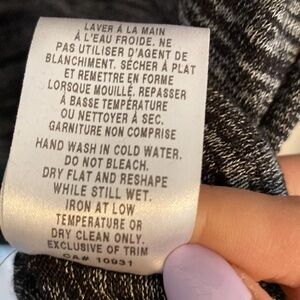 LAVER À LA MAIN
À L'EAU FROIDE. NE
PAS UTILISER D'AGENT DE
BLANCHIMENT. SÉCHER À PLAT
ET REMETTRE EN FORME
LORSQUE MOUILLÉ. REPASSER
À BASSE TEMPÉRATURE
OU NETTOYER À SEC.
GARNITURE NON COMPRISE
HAND WASH IN COLD WATER.
DO NOT BLEACH.
DRY FLAT AND RESHAPE
WHILE STILL WET.
IRON AT LOW
TEMPERATURE OR
DRY CLEAN ONLY.
EXCLUSIVE OF TRIM
CA# 10931